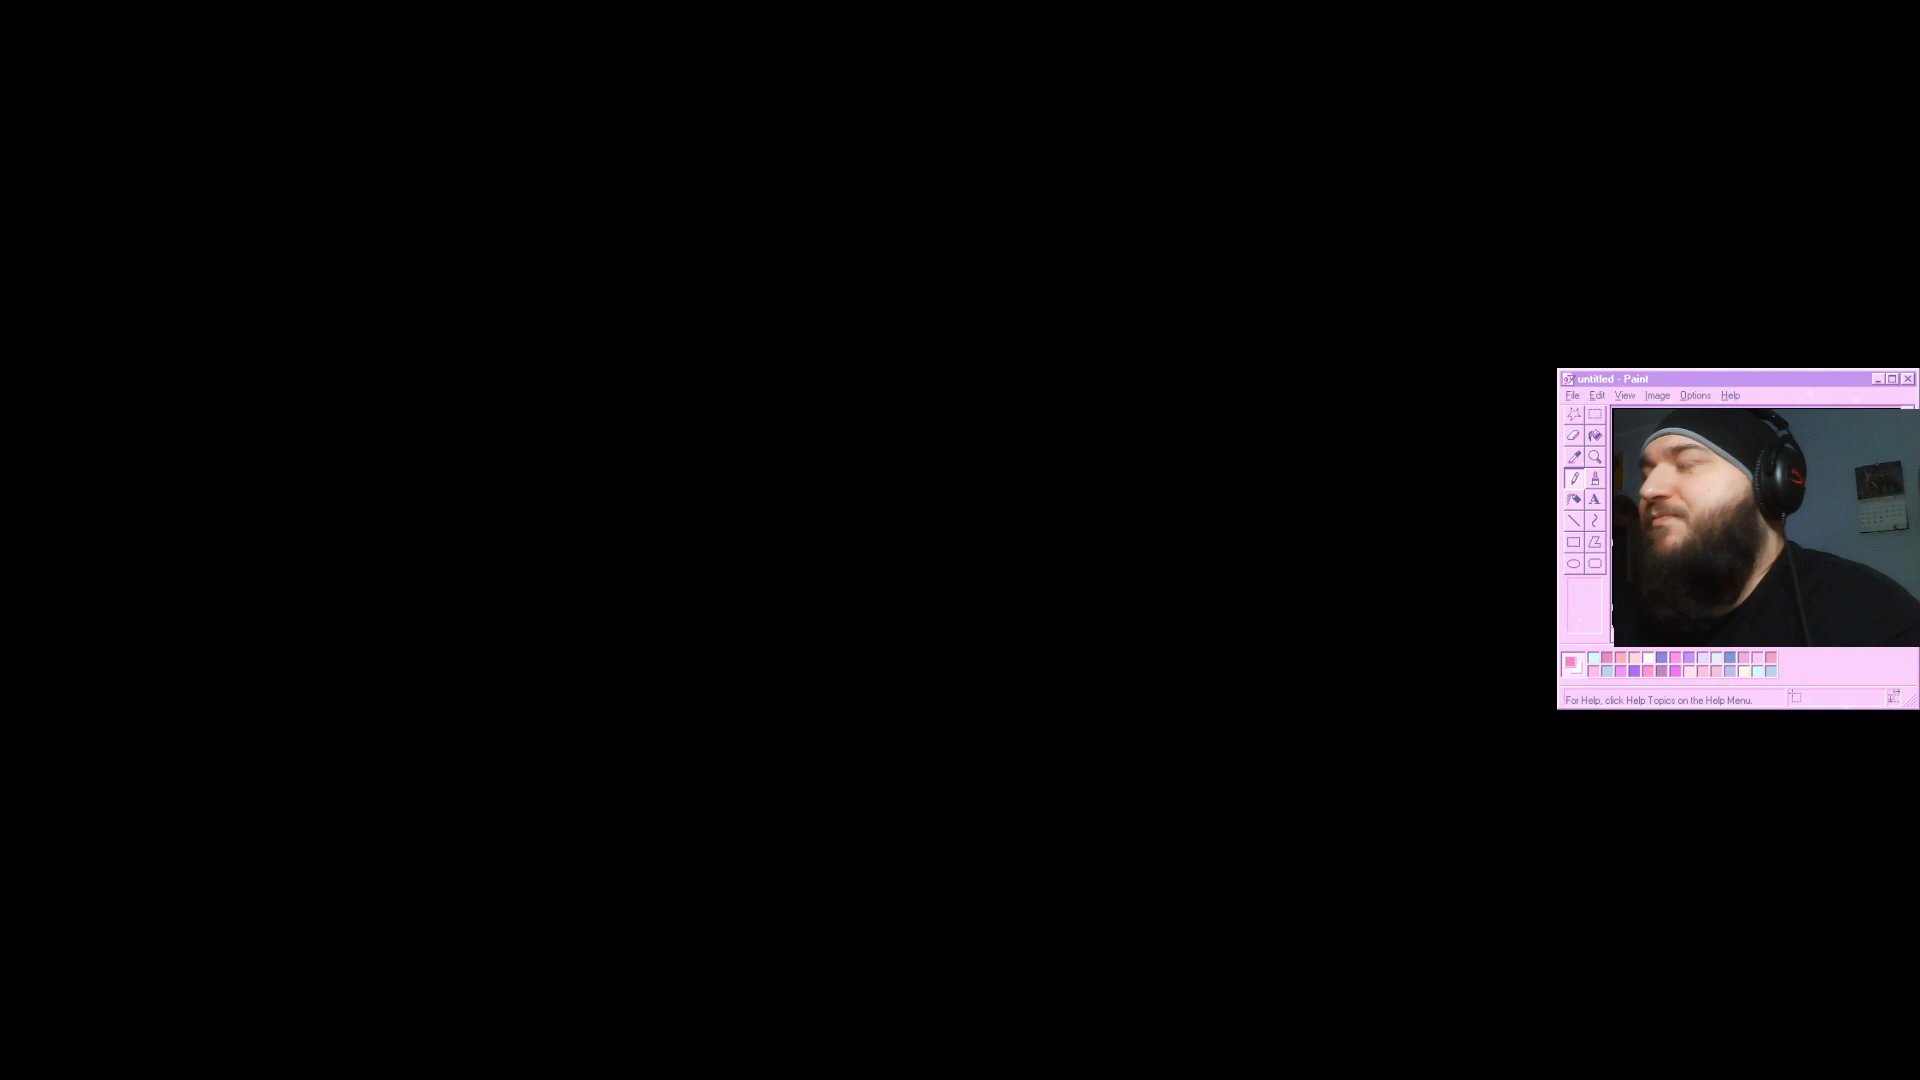 untitled - Paint
File Edit View Image Options Help
A
For Help, click Help Topics on the Help Menu.